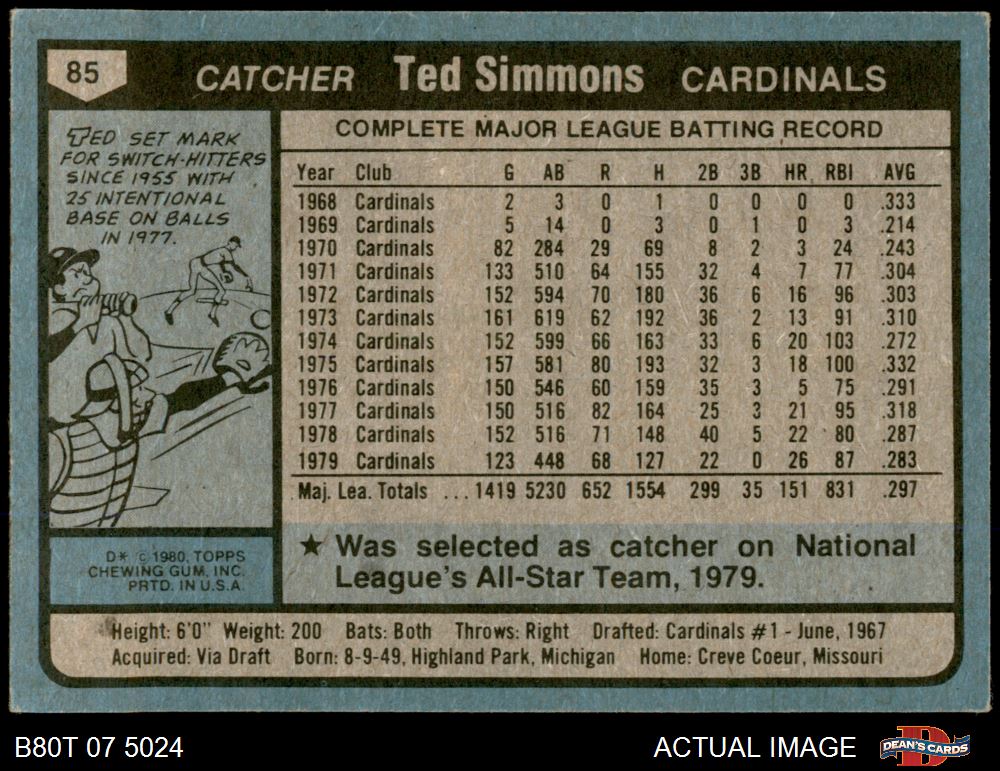 85
CATCHER Ted Simmons CARDINALS
TED SET MARK
FOR SWITCH-HITTERS
SINCE 1955 WITH
25 INTENTIONAL
BASE ON BALLS
IN 1977.
COMPLETE MAJOR LEAGUE BATTING RECORD
Year Club G AB R H 2B 3B HR RBI AVG
1968 Cardinals 2 3 0 1 0 0 0 0 .333
1969 Cardinals 5 14 0 3 0 1 0 3 .214
1970 Cardinals 82 284 29 69 8 2 3 24 .243
1971 Cardinals 133 510 64 155 32 4 7 77 .304
1972 Cardinals 152 594 70 180 36 6 16 96 .303
1973 Cardinals 161 619 62 192 36 2 13 91 .310
1974 Cardinals 152 599 66 163 33 6 20 103 .272
1975 Cardinals 157 581 80 193 32 3 18 100 .332
1976 Cardinals 150 546 60 159 35 3 5 75 .291
1977 Cardinals 150 516 82 164 25 3 21 95 .318
1978 Cardinals 152 516 71 148 40 5 22 80 .287
1979 Cardinals 123 448 68 127 22 0 26 87 .283
Maj. Lea. Totals ... 1419 5230 652 1554 299 35 151 831 .297
★ Was selected as catcher on National
League's All-Star Team, 1979.
D* © 1980, TOPPS
CHEWING GUM, INC.
PRTD. IN U.S.A.
Height: 6'0" Weight: 200 Bats: Both Throws: Right Drafted: Cardinals #1 - June, 1967
Acquired: Via Draft Born: 8-9-49, Highland Park, Michigan Home: Creve Coeur, Missouri
B80T 07 5024
ACTUAL IMAGE
DEAN'S CARDS